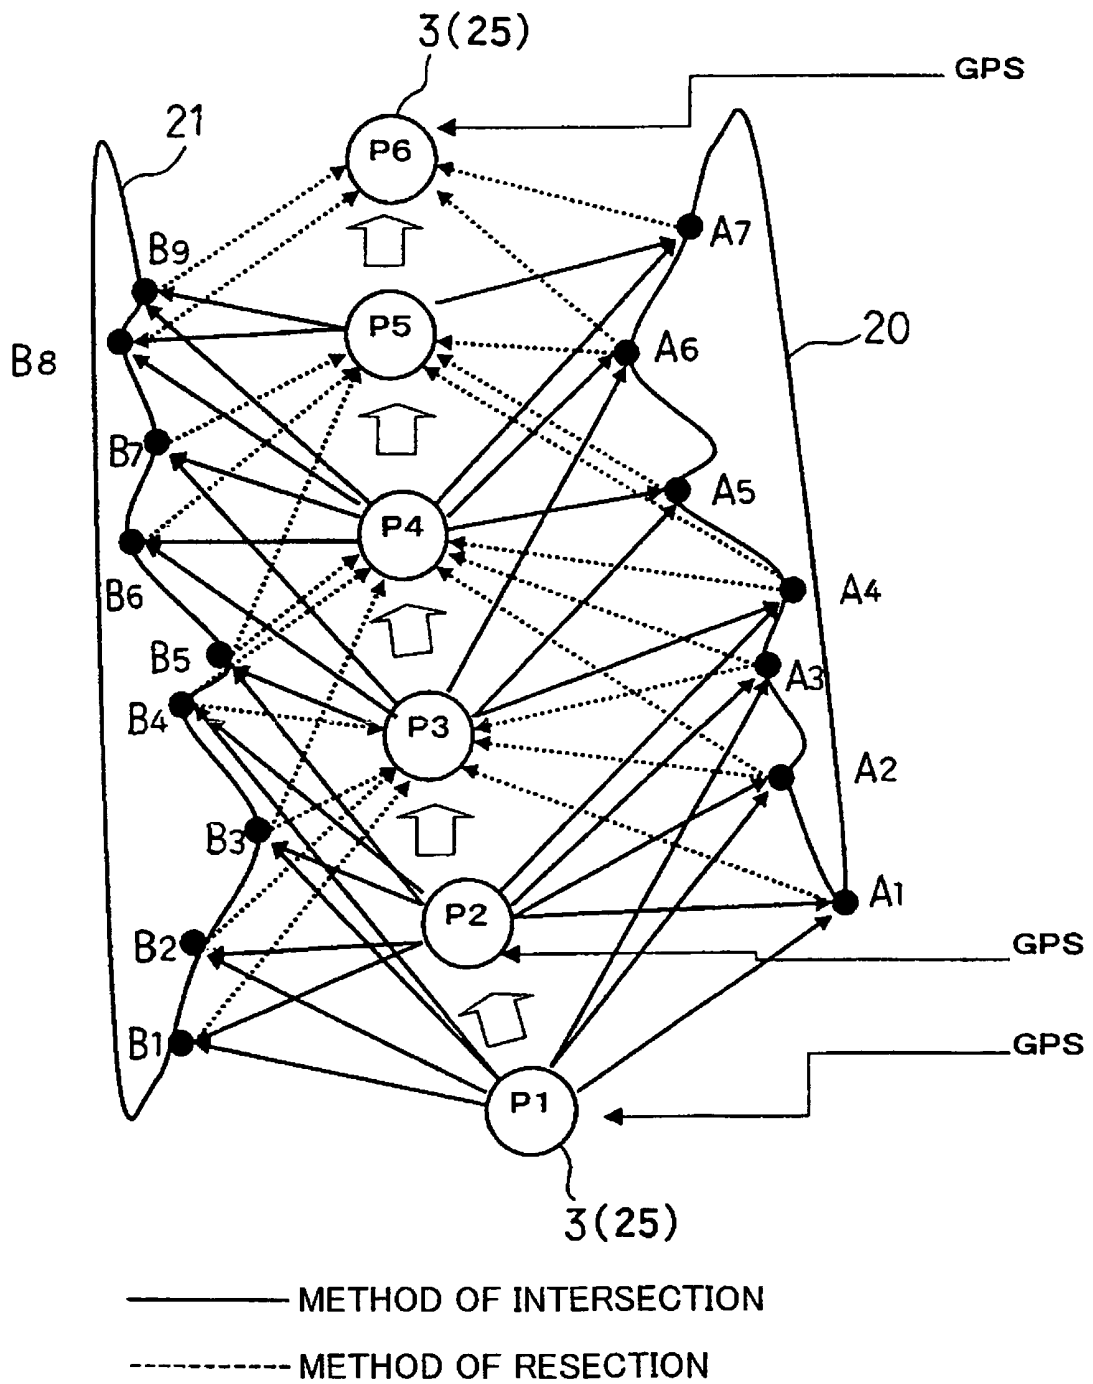 3(25)
GPS
21
P6
A7
B9
P5
20
A6
B8
B7
A5
P4
B6
A4
B5
A3
B4
P3
A2
B3
A1
P2
B2
GPS
B1
GPS
P1
3(25)
METHOD OF INTERSECTION
METHOD OF RESECTION